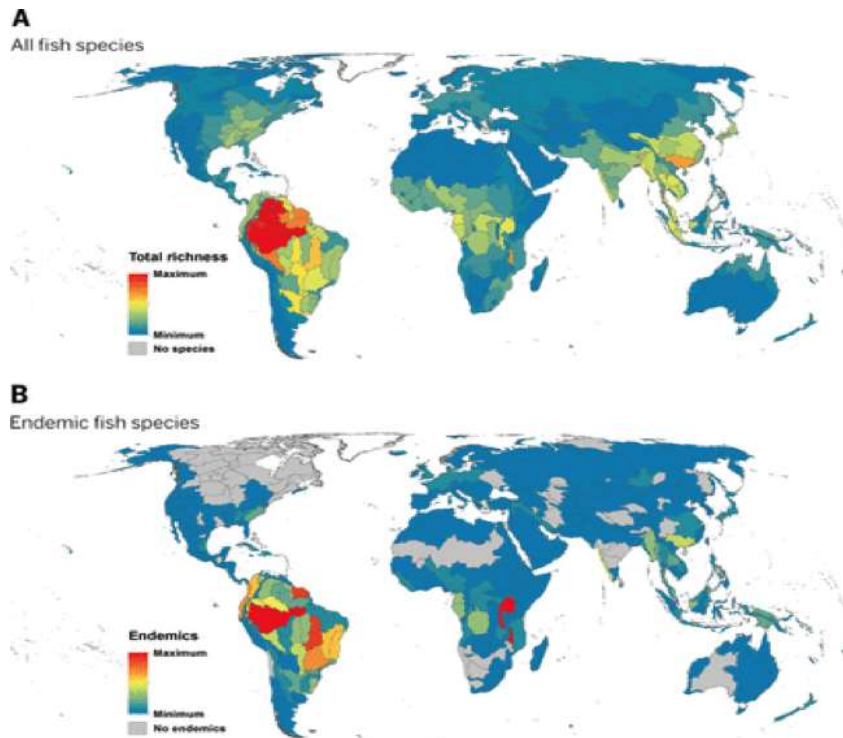 A
All fish species
Total richness
Maximum
Minimum
No species
B
Endemic fish species
Endemics
Maximum
Minimum
No endemics